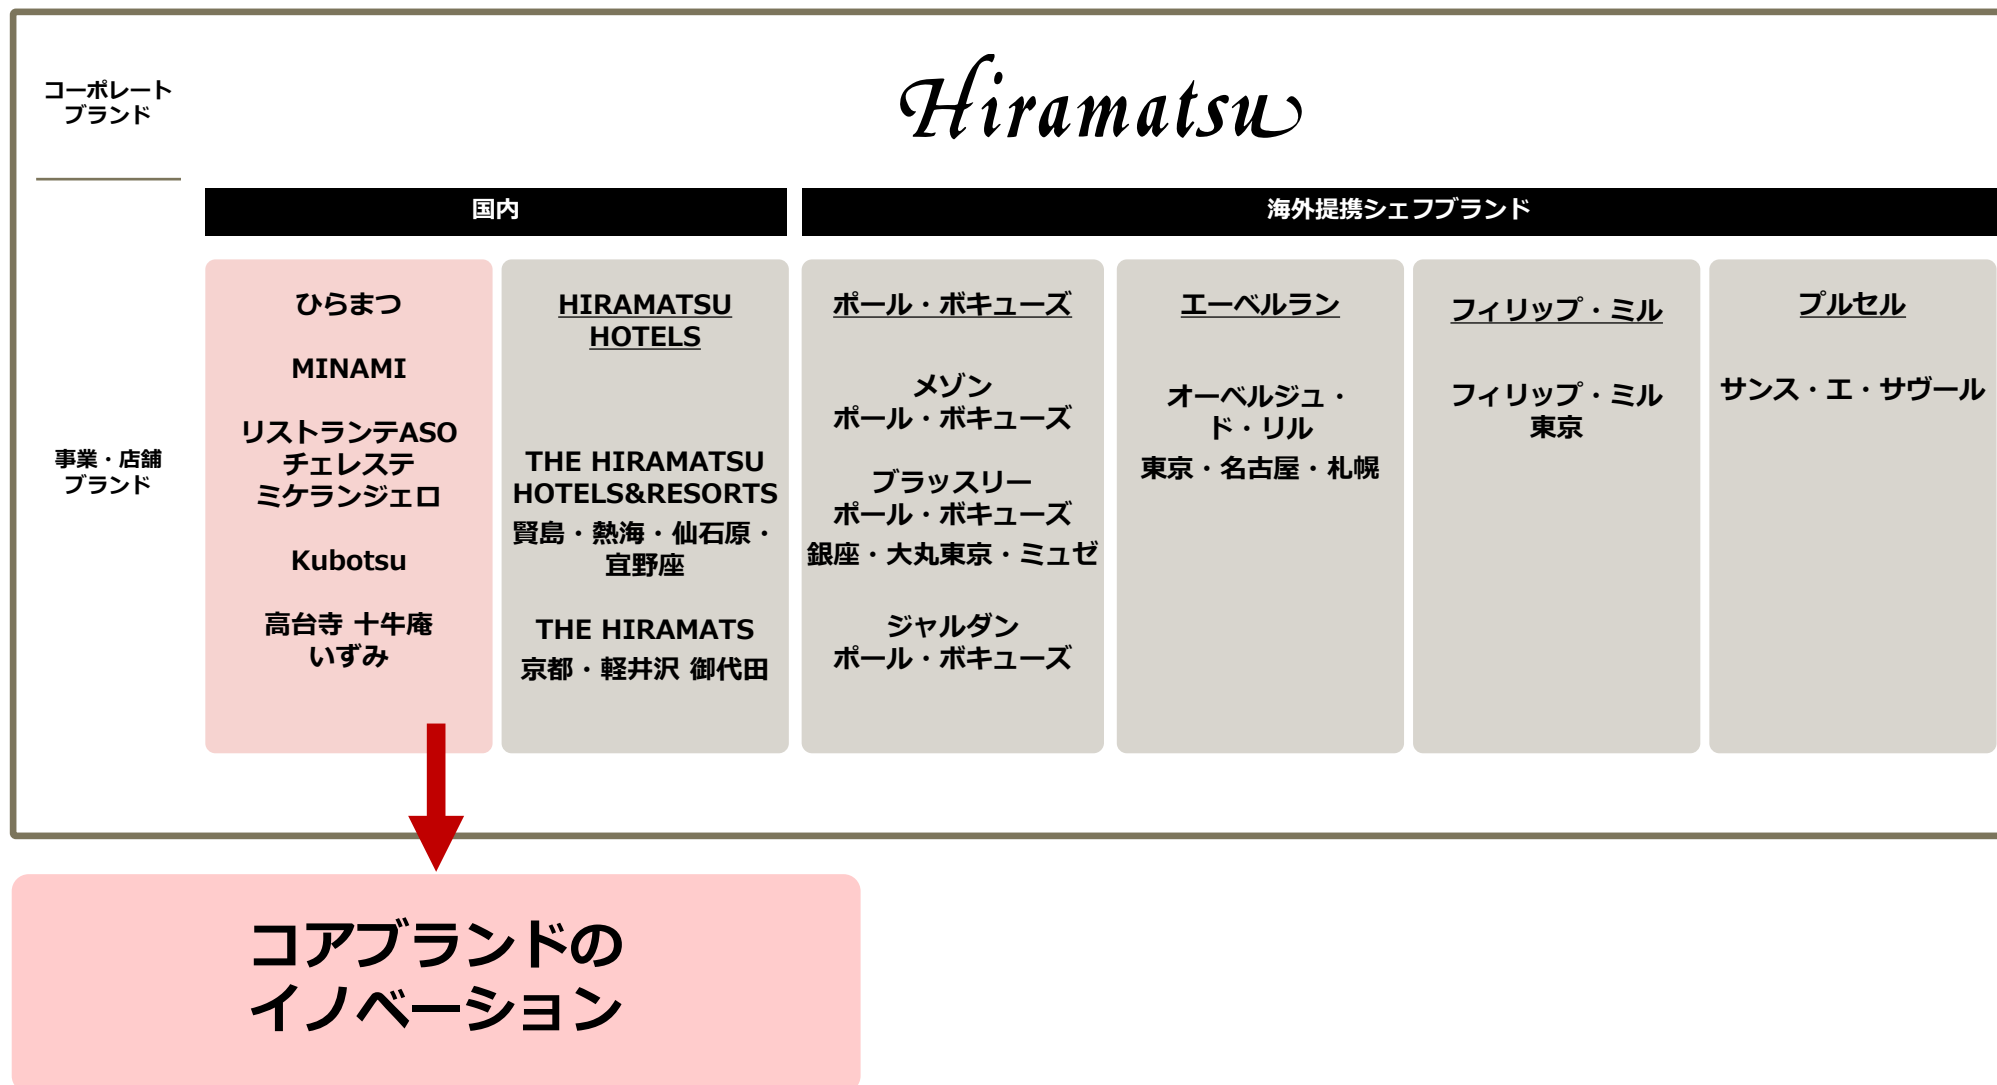 コーポレート
ブランド
Hiramatsu
国内
海外提携シェフブランド
事業・店舗
ブランド
ひらまつ
MINAMI
リストランテASO
チェレステ
ミケランジェロ
Kubotsu
高台寺 十牛庵
いずみ
HIRAMATSU
HOTELS
THE HIRAMATSU
HOTELS&RESORTS
賢島・熱海・仙石原・
宜野座
THE HIRAMATS
京都・軽井沢 御代田
ポール・ボキューズ
メゾン
ポール・ボキューズ
ブラッスリー
ポール・ボキューズ
銀座・大丸東京・ミュゼ
ジャルダン
ポール・ボキューズ
エーベルラン
オーベルジュ・
ド・リル
東京・名古屋・札幌
フィリップ・ミル
フィリップ・ミル
東京
プルセル
サンス・エ・サヴール
コアブランドの
イノベーション